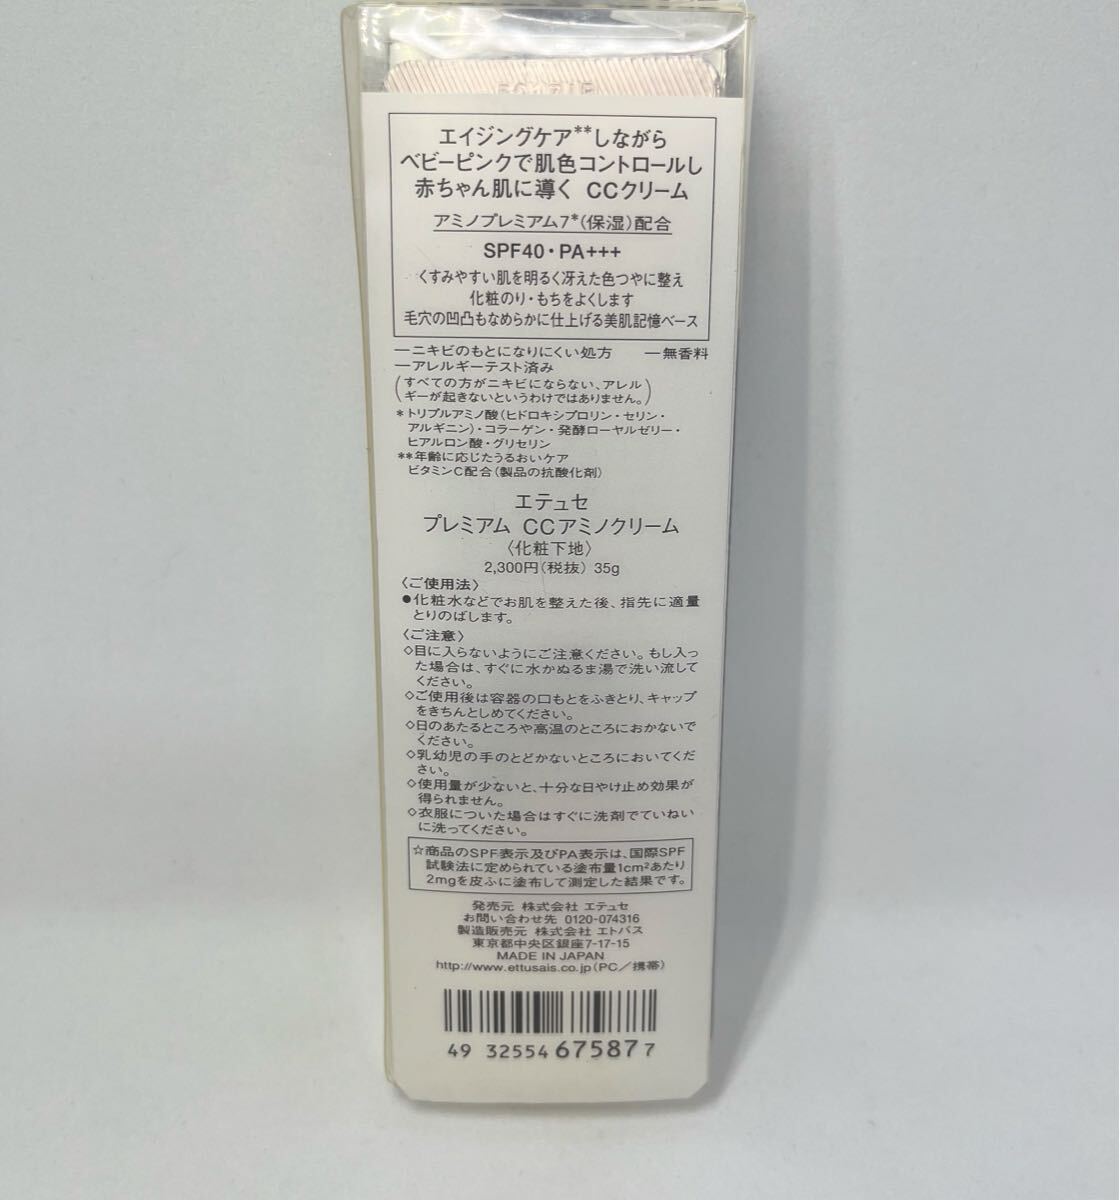 エイジングケア**しながら
ベビーピンクで肌色コントロールし
赤ちゃん肌に導く CCクリーム
アミノプレミアム7*(保湿)配合
SPF40・PA+++
くすみやすい肌を明るく冴えた色つやに整え
化粧のり・もちをよくします
毛穴の凹凸もなめらかに仕上げる美肌記憶ベース
―ニキビのもとになりにくい処方 ―無香料
―アレルギーテスト済み
(すべての方がニキビにならない、アレル
ギーが起きないというわけではありません。)
*トリプルアミノ酸(ヒドロキシプロリン・セリン・
アルギニン)・コラーゲン・発酵ローヤルゼリー・
ヒアルロン酸・グリセリン
**年齢に応じたうるおいケア
ビタミンC配合(製品の抗酸化剤)
エテュセ
プレミアム CCアミノクリーム
〈化粧下地〉
2,300円(税抜) 35g
〈ご使用法〉
●化粧水などでお肌を整えた後、指先に適量
とりのばします。
〈ご注意〉
◇目に入らないようにご注意ください。もし入っ
た場合は、すぐに水かぬるま湯で洗い流して
ください。
◇ご使用後は容器の口もとをふきとり、キャップ
をきちんとしめてください。
◇日のあたるところや高温のところにおかないで
ください。
◇乳幼児の手のとどかないところにおいてくだ
さい。
◇使用量が少ないと、十分な日やけ止め効果が
得られません。
◇衣服についた場合はすぐに洗剤でていねい
に洗ってください。
☆商品のSPF表示及びPA表示は、国際SPF
試験法に定められている塗布量1cm²あたり
2mgを皮ふに塗布して測定した結果です。
発売元 株式会社 エテュセ
お問い合わせ先 0120-074316
製造販売元 株式会社 エトバス
東京都中央区銀座7-17-15
MADE IN JAPAN
http://www.ettusais.co.jp(PC/携帯)
49 32554 67587 7